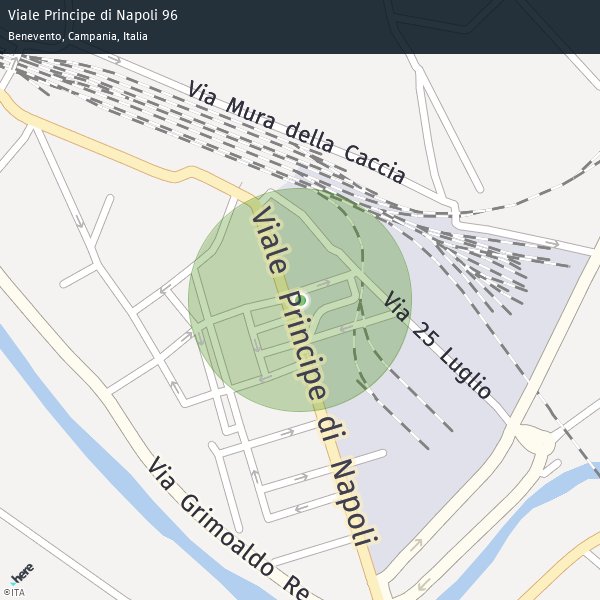 Viale Principe di Napoli 96
Benevento, Campania, Italia
Via Mura della Caccia
Viale Principe di Napoli
Via 25 Luglio
Via Grimoaldo Re
here
©ITA